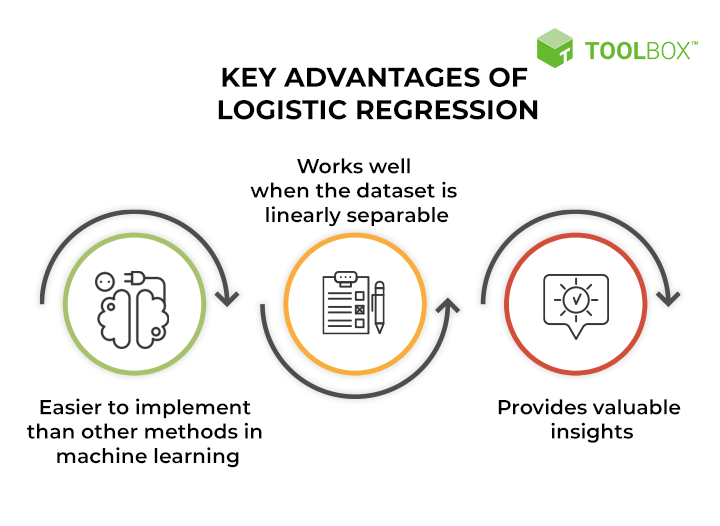 TOOLBOX™
KEY ADVANTAGES OF
LOGISTIC REGRESSION
Works well
when the dataset is
linearly separable
Easier to implement
than other methods in
machine learning
Provides valuable
insights